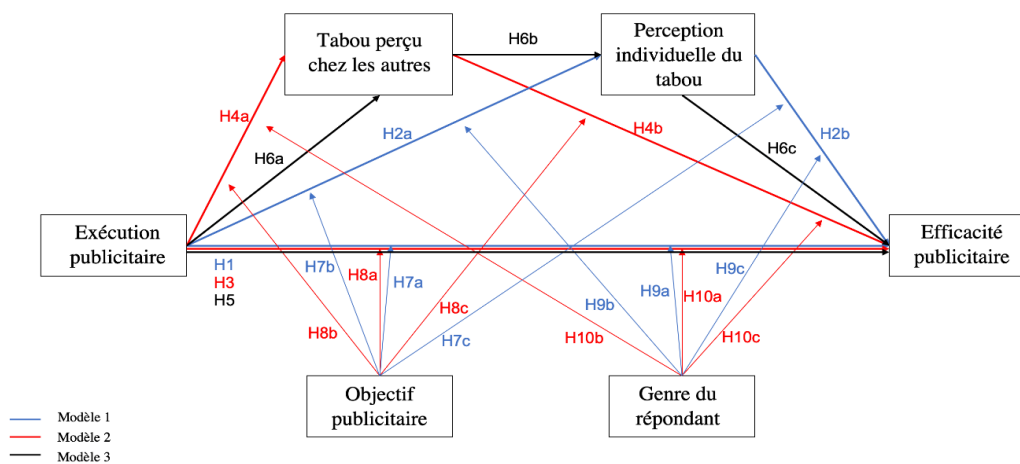 Tabou perçu
chez les autres
H6b
Perception
individuelle du
tabou
H4a
H2a
H4b
H2b
H6a
H6c
Exécution
publicitaire
Efficacité
publicitaire
H1
H3
H5
H7b
H8a
H7a
H8c
H9b
H9a
H10a
H9c
H8b
H7c
H10b
H10c
Objectif
publicitaire
Genre du
répondant
Modèle 1
Modèle 2
Modèle 3